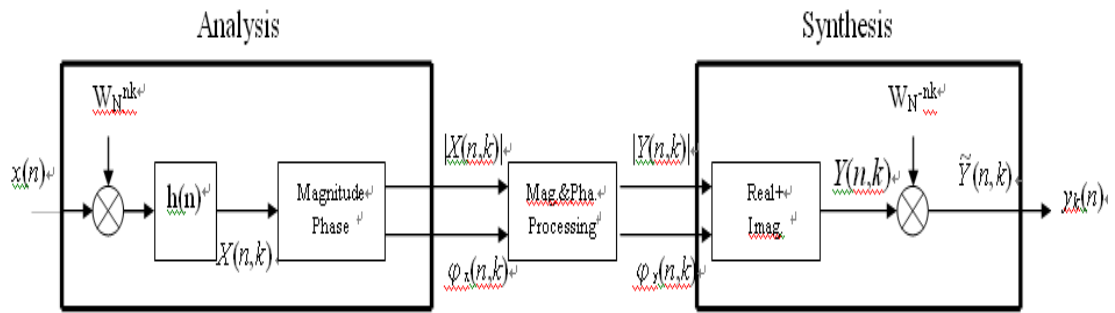 Analysis
Synthesis
W_N^nk↵
W_N^-nk↵
x(n)↵
h(n)↵
X(n,k)↵
Magnitude↵
Phase↵
|X(n,k)|↵
φ_x(n,k)↵
Mag.&Pha.↵
Processing↵
|Y(n,k)|↵
φ_y(n,k)↵
Real+↵
Imag.↵
Y(n,k)↵
Ỹ(n,k)↵
y_k(n)↵